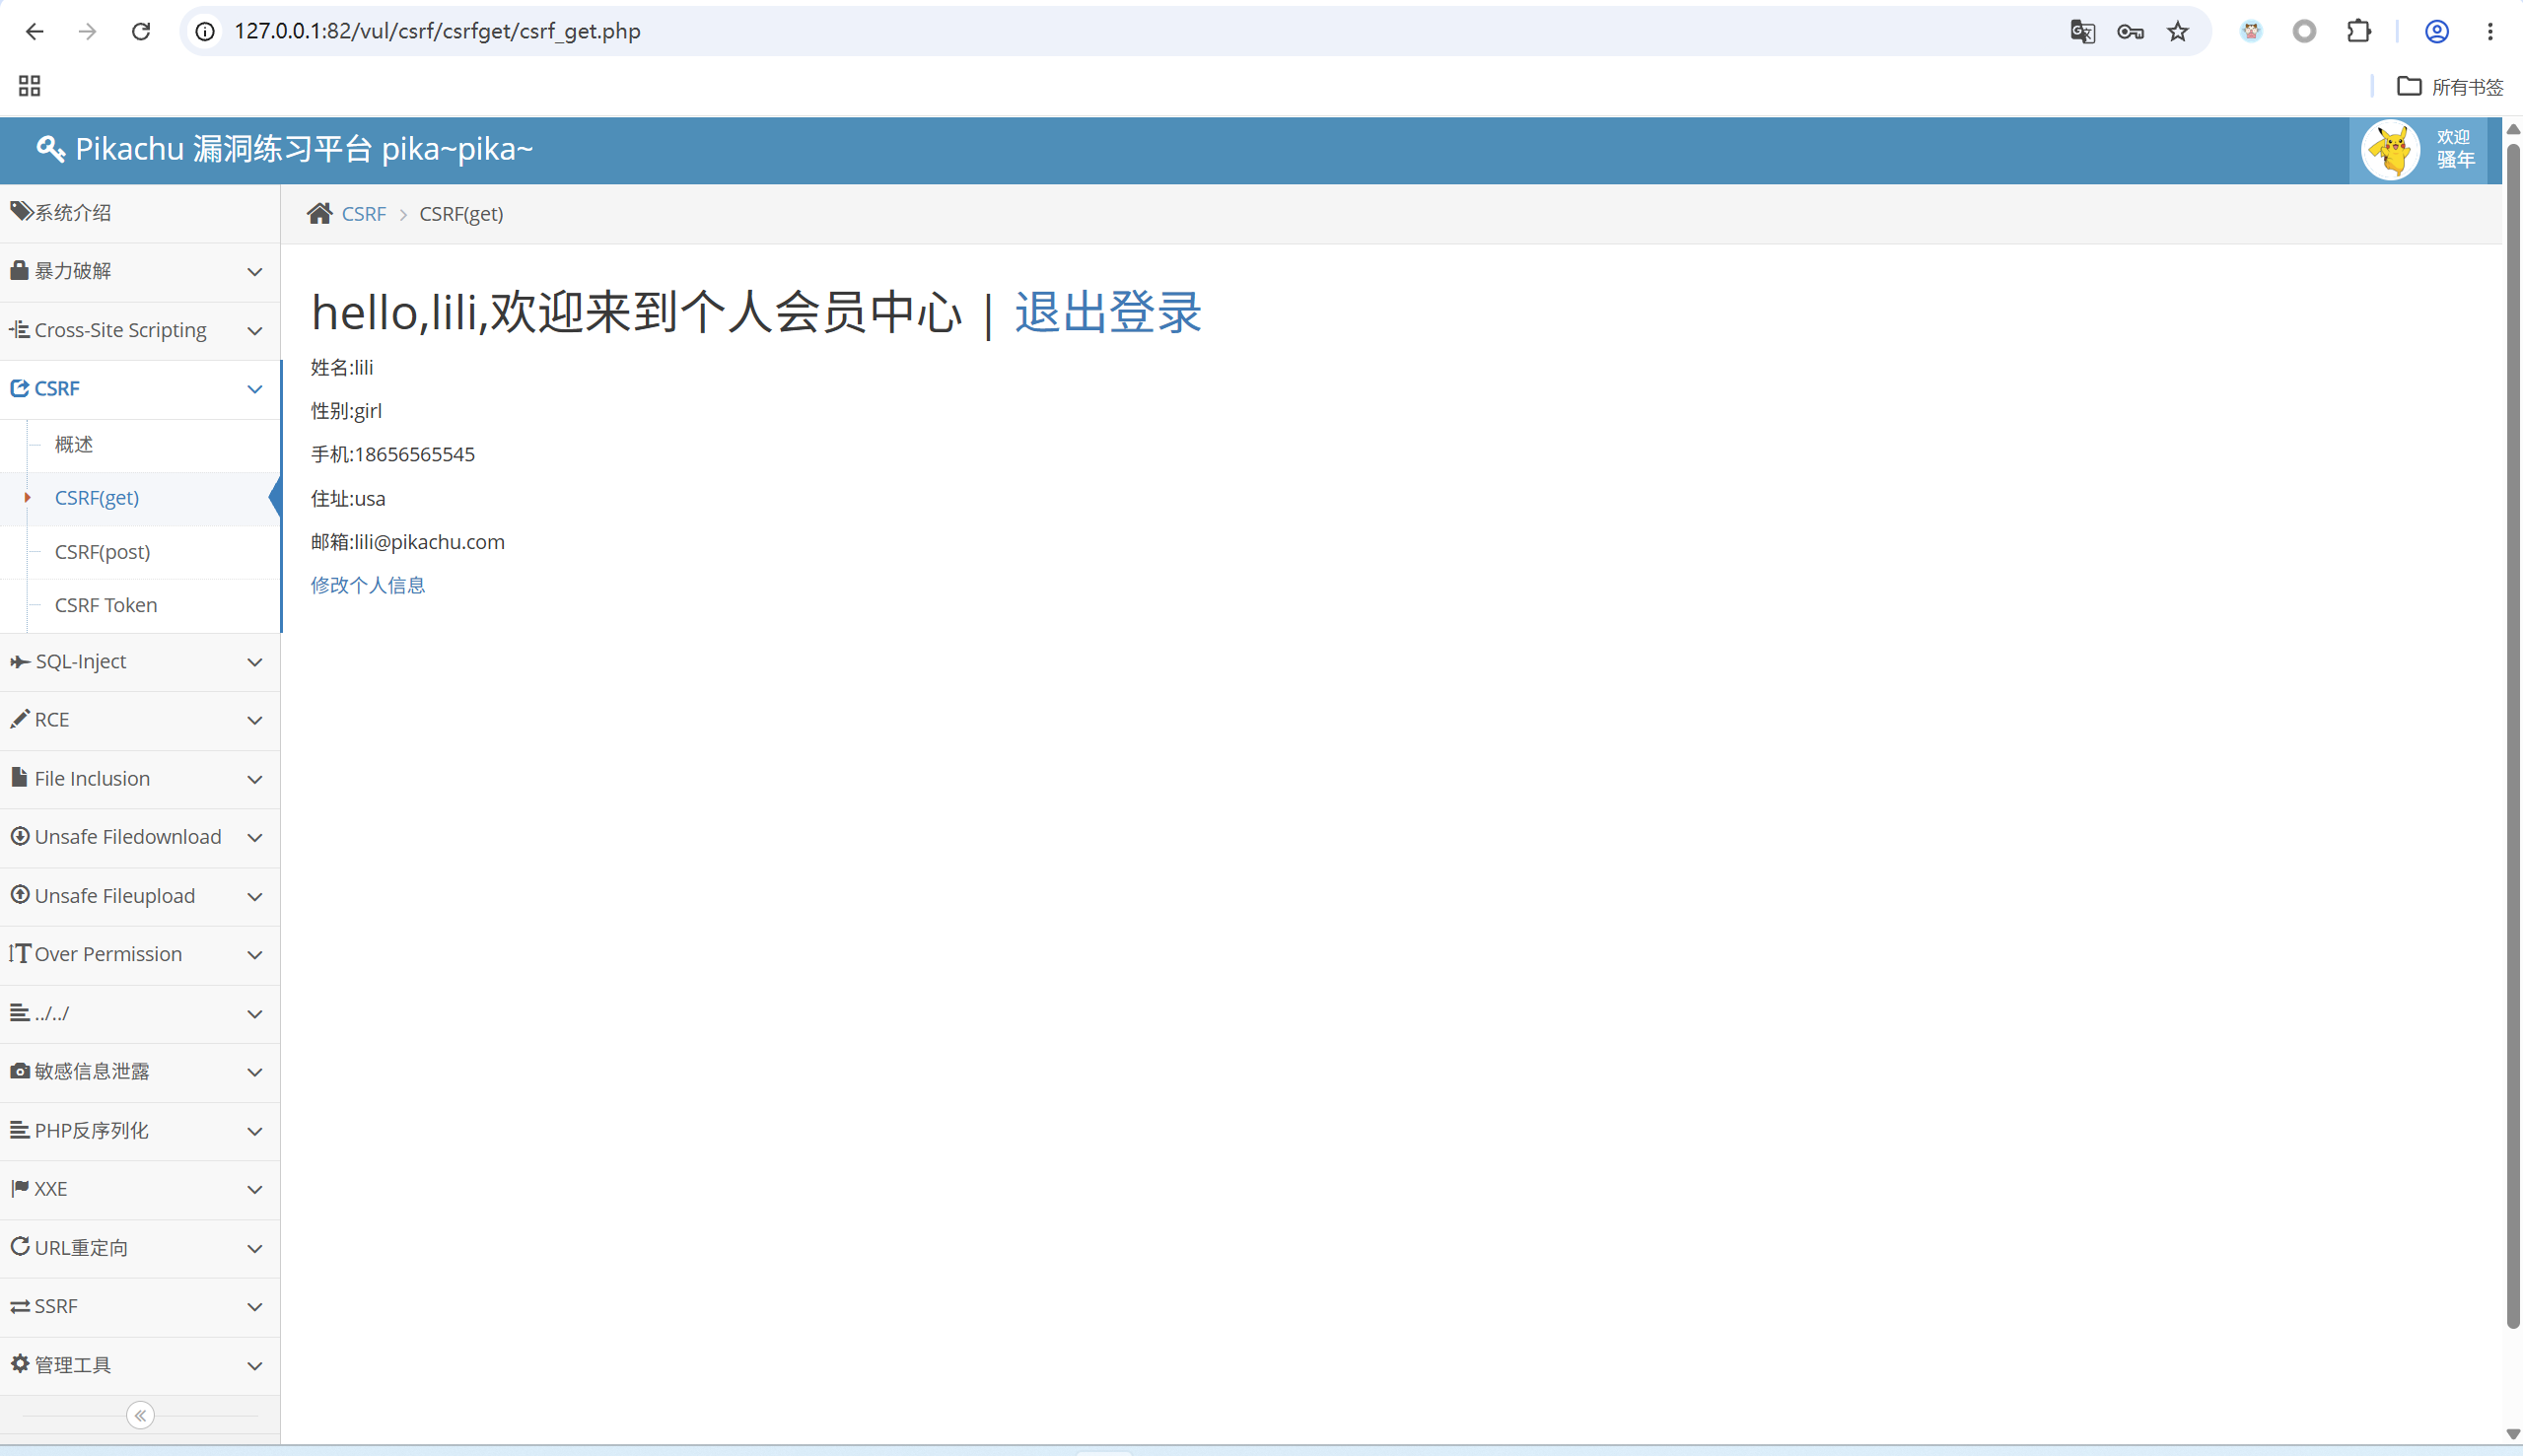 127.0.0.1:82/vul/csrf/csrfget/csrf_get.php
所有书签
Pikachu 漏洞练习平台 pika~pika~
欢迎
骚年
系统介绍
暴力破解
Cross-Site Scripting
CSRF
概述
CSRF(get)
CSRF(post)
CSRF Token
SQL-Inject
RCE
File Inclusion
Unsafe Filedownload
Unsafe Fileupload
Over Permission
../../
敏感信息泄露
PHP反序列化
XXE
URL重定向
SSRF
管理工具
CSRF > CSRF(get)
hello,lili,欢迎来到个人会员中心 | 退出登录
姓名:lili
性别:girl
手机:18656565545
住址:usa
邮箱:lili@pikachu.com
修改个人信息